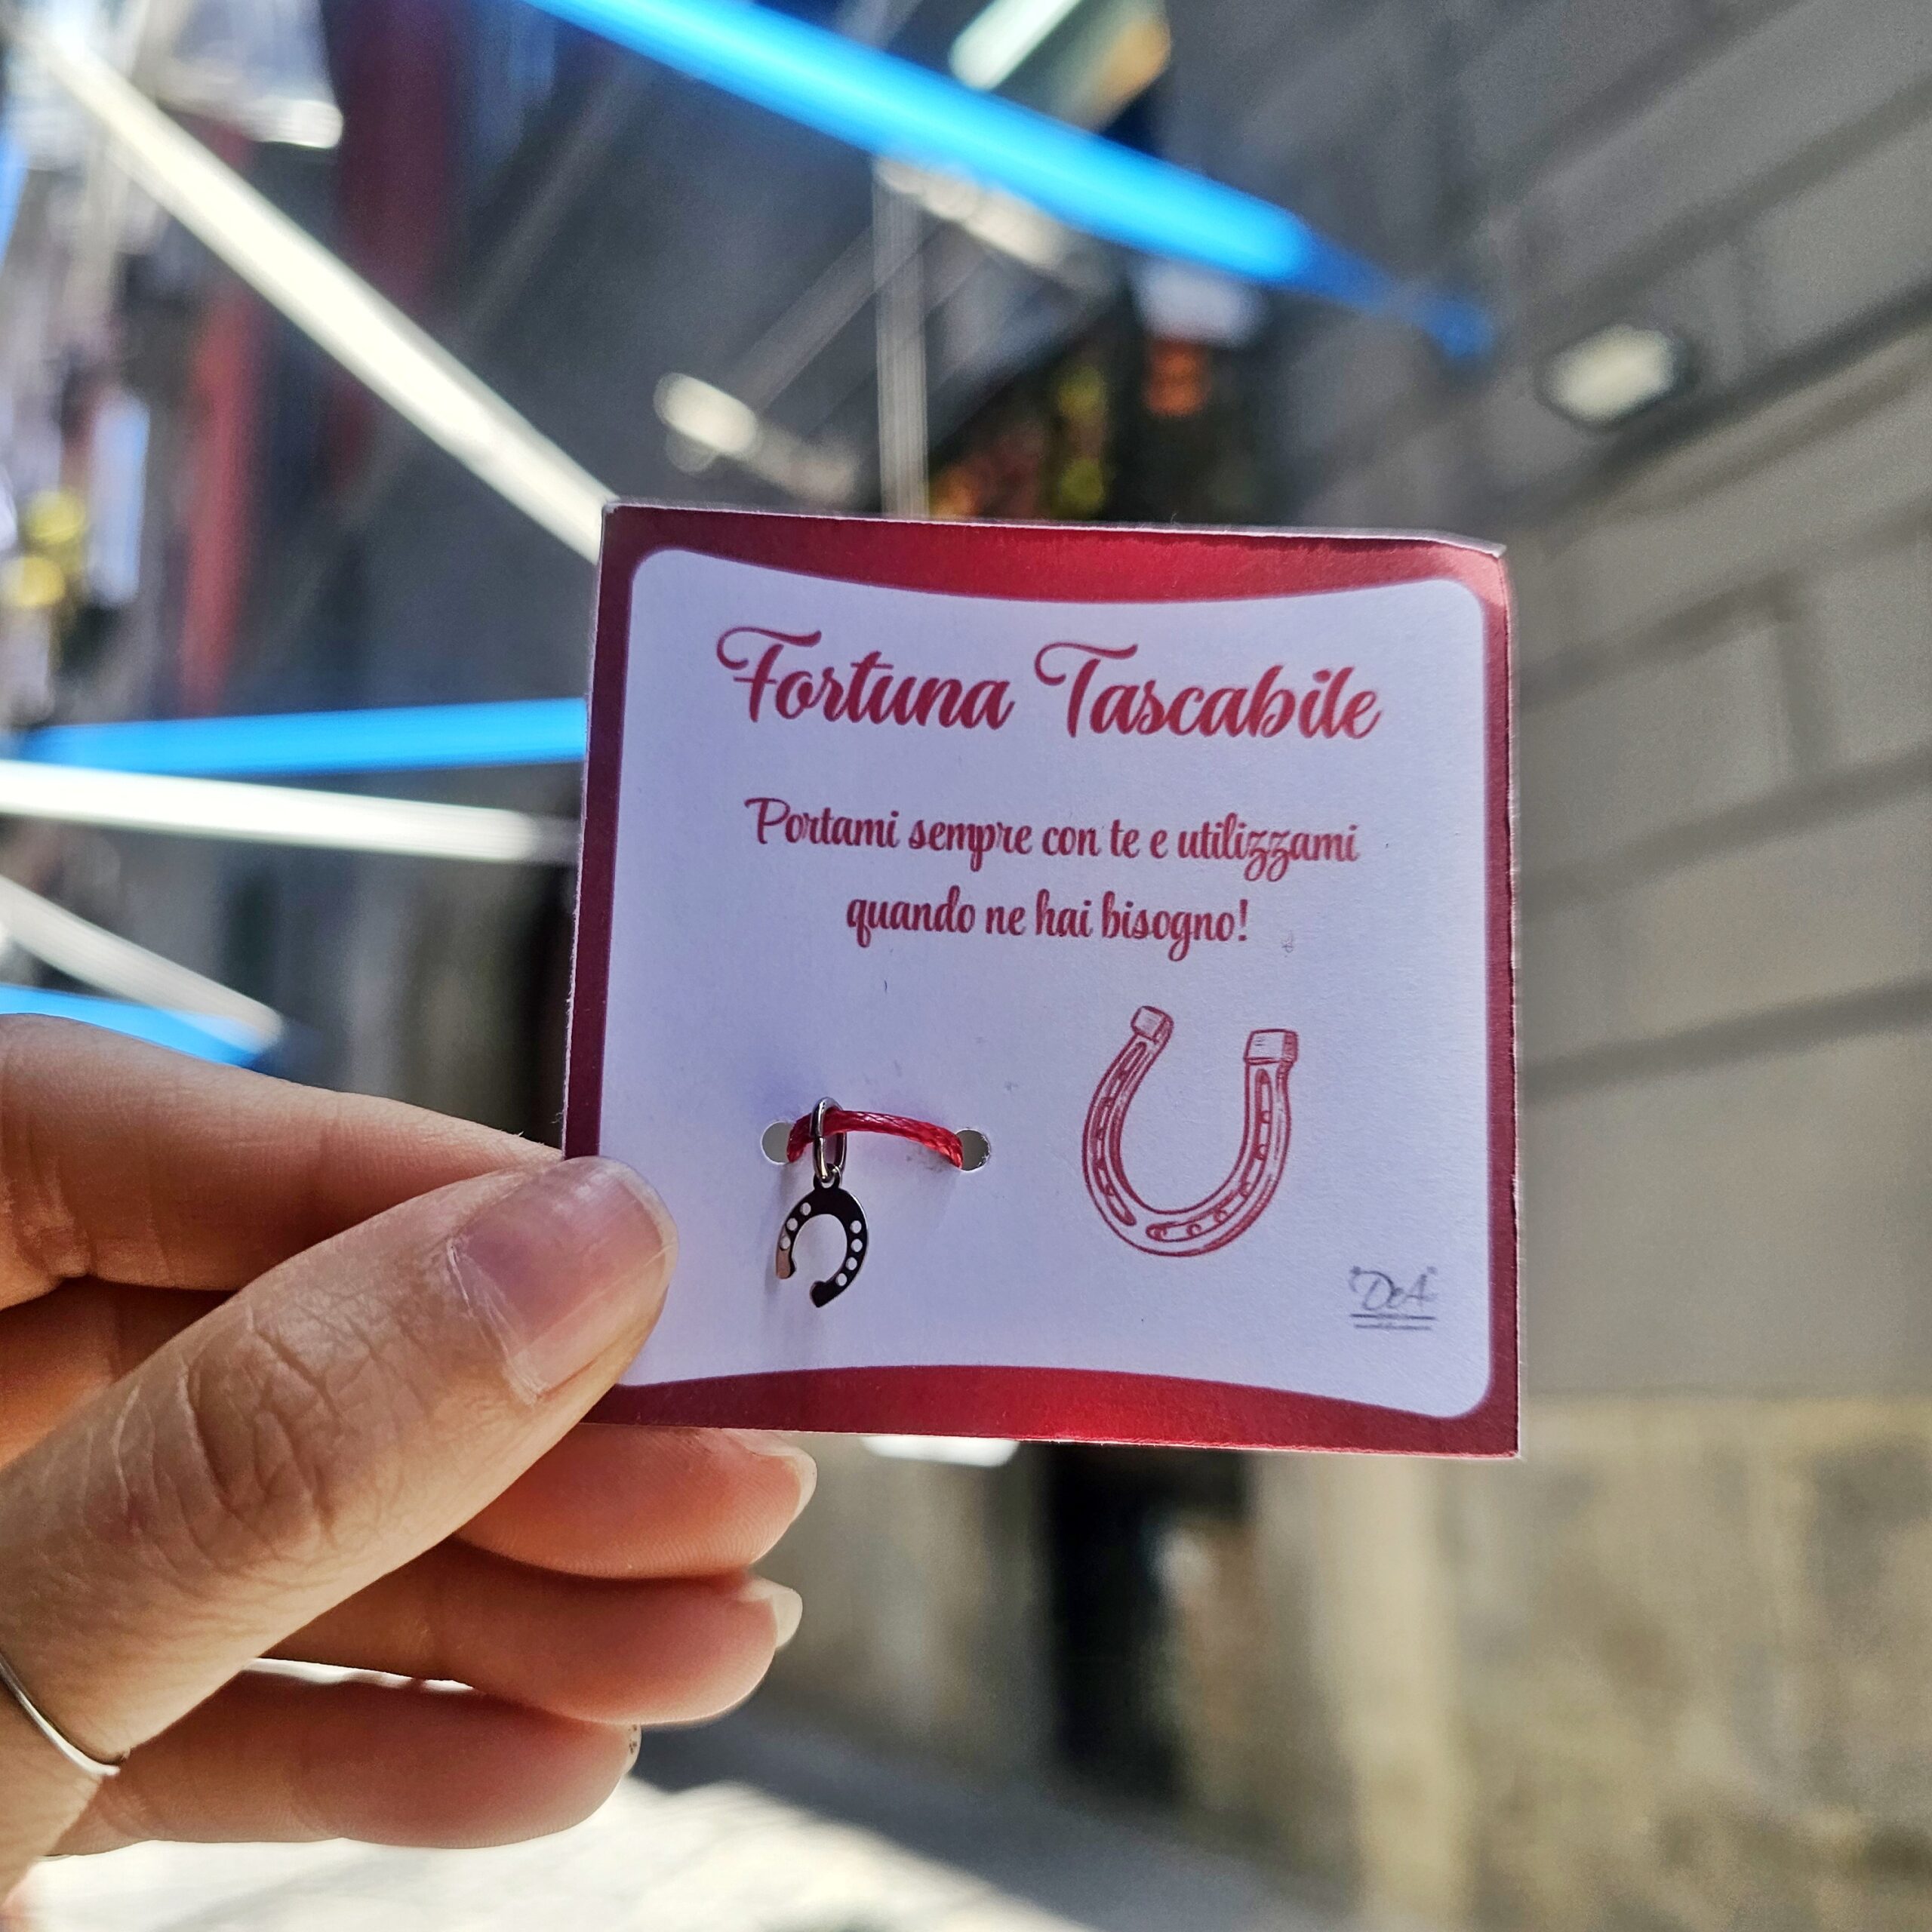 Fortuna Tascabile
Portami sempre con te e utilizzami
quando ne hai bisogno!
"DeA"